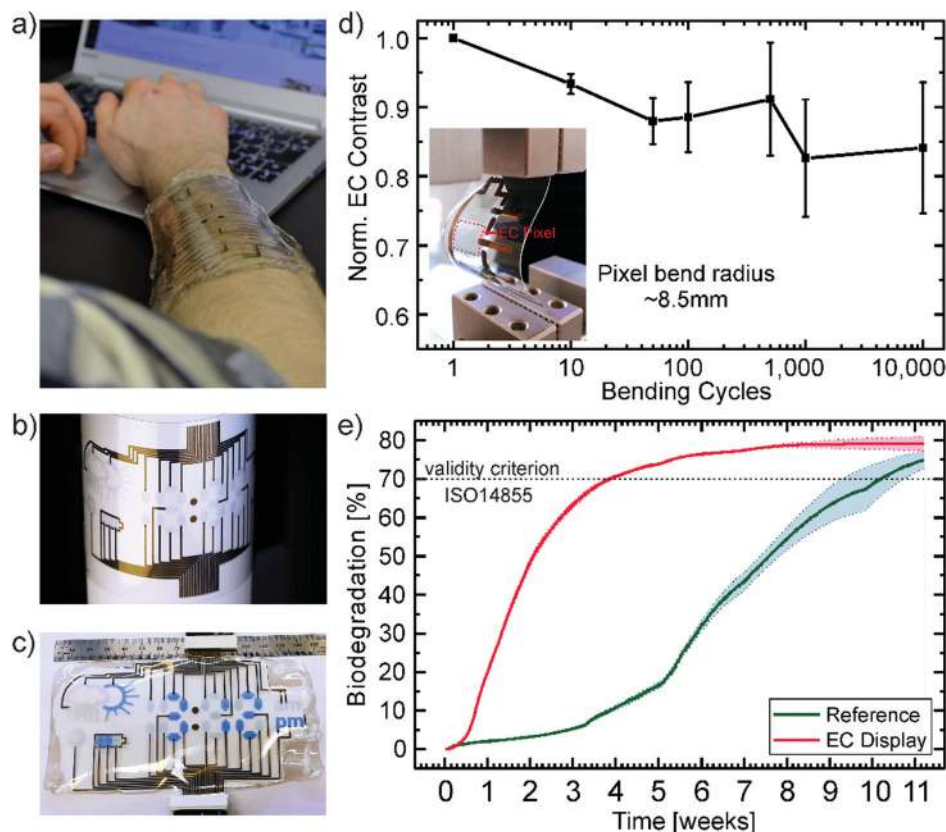 a)
d)
1.0
0.9
0.8
0.7
0.6
Norm. EC Contrast
EC Pixel
Pixel bend radius
~8.5mm
1
10
100
1,000
10,000
Bending Cycles
b)
c)
pm
e)
80
70
60
50
40
30
20
10
0
Biodegradation [%]
validity criterion
ISO14855
Reference
EC Display
0
1
2
3
4
5
6
7
8
9
10
11
Time [weeks]